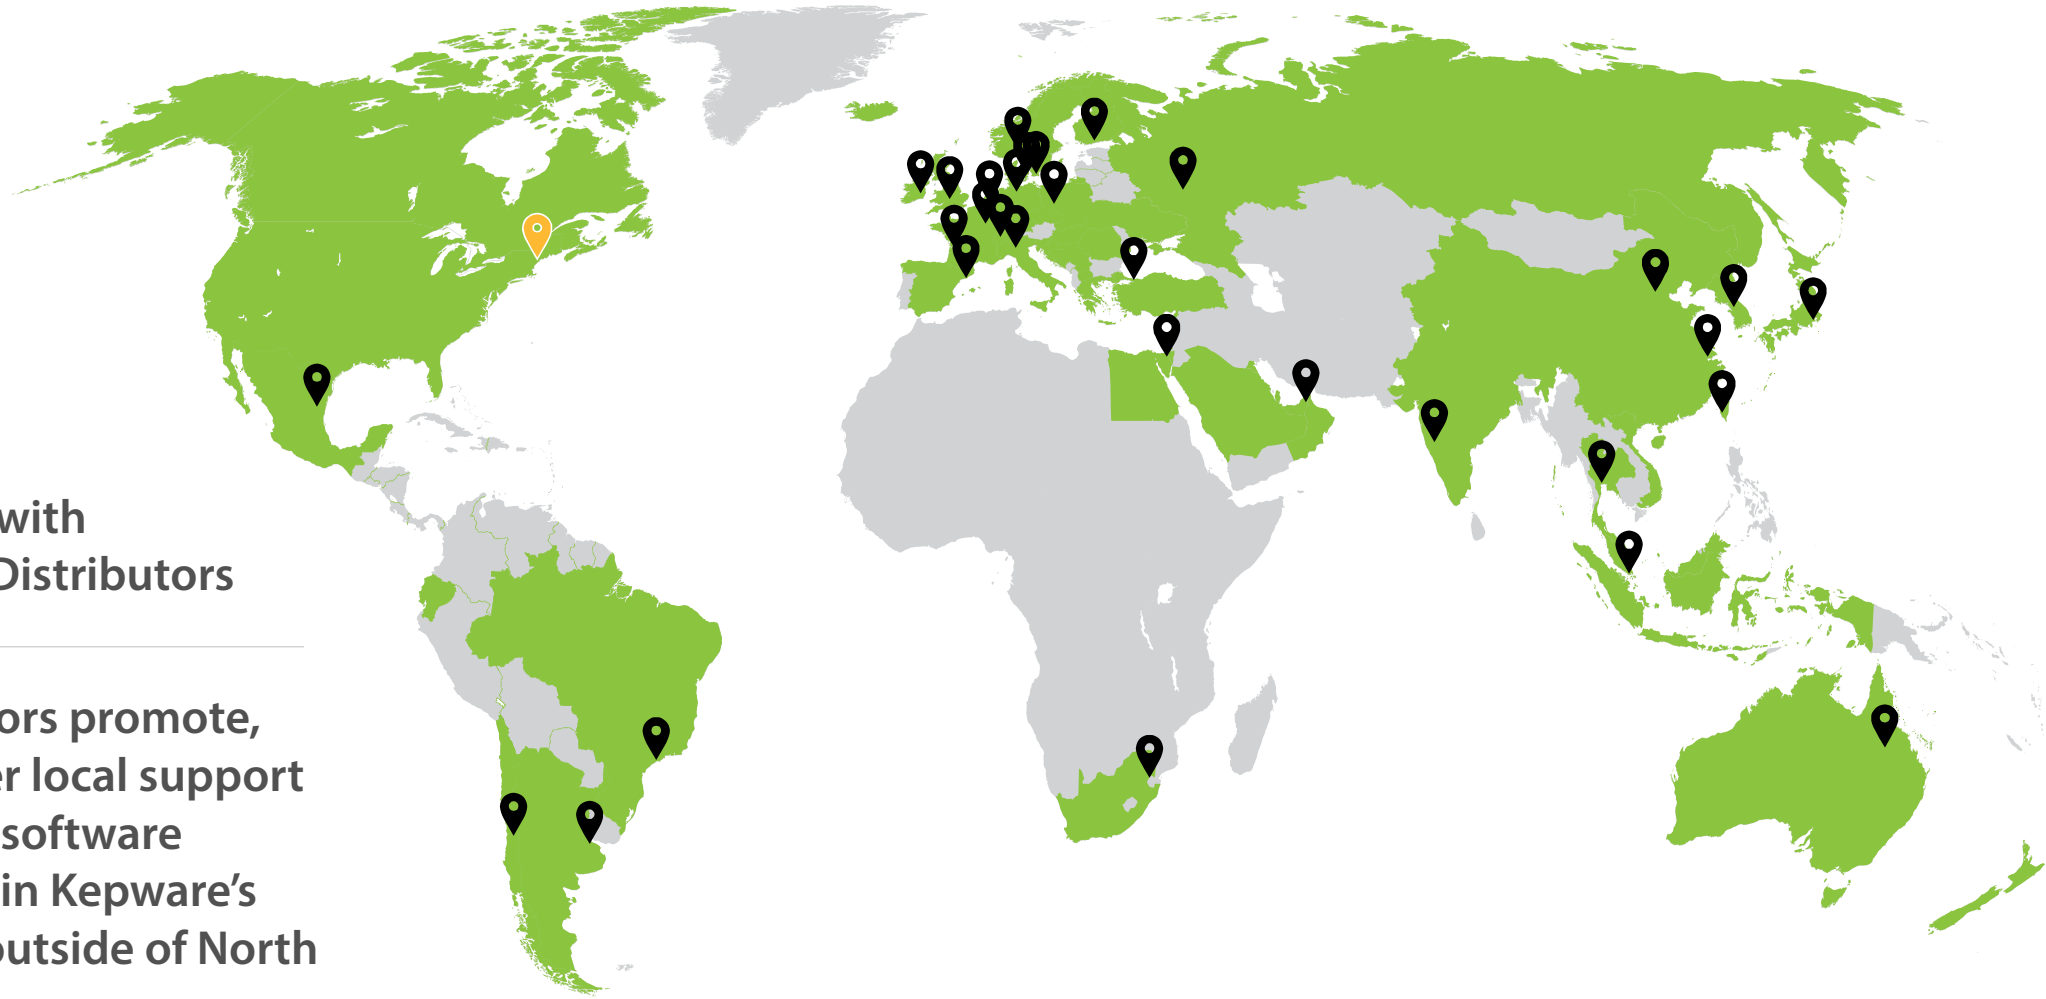 with
Distributors
ors promote,
er local support
software
in Kepware's
outside of North